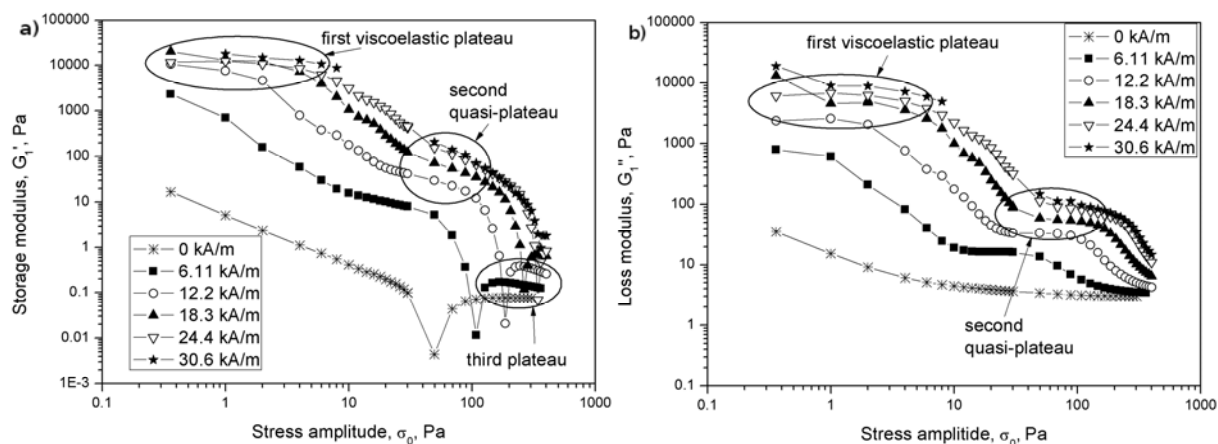 a)
100000
10000
1000
100
10
1
0.1
0.01
1E-3
0.1
1
10
100
1000
Storage modulus, G₁', Pa
Stress amplitude, σ₀, Pa
first viscoelastic plateau
second
quasi-plateau
third plateau
0 kA/m
6.11 kA/m
12.2 kA/m
18.3 kA/m
24.4 kA/m
30.6 kA/m
b)
100000
10000
1000
100
10
1
0.1
0.1
1
10
100
1000
Loss modulus, G₁'', Pa
Stress amplitide, σ₀, Pa
first viscoelastic plateau
second
quasi-plateau
0 kA/m
6.11 kA/m
12.2 kA/m
18.3 kA/m
24.4 kA/m
30.6 kA/m